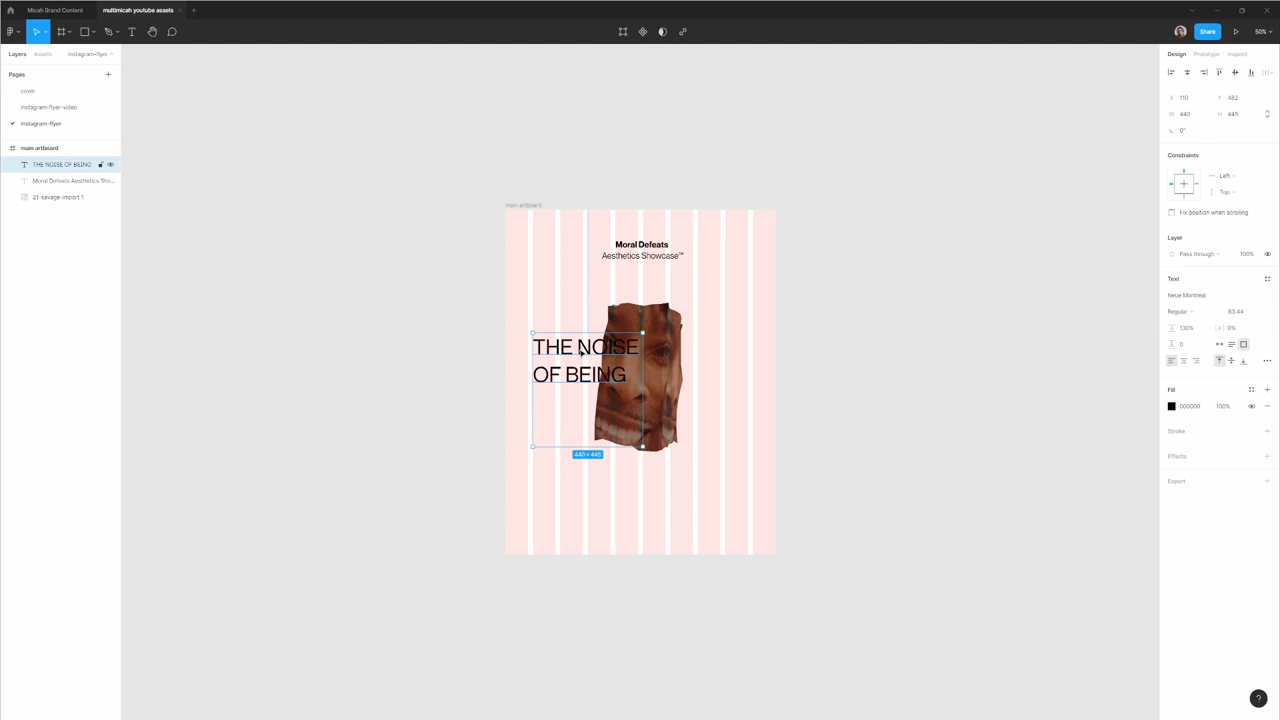 Micah Brand Content
multimicah youtube assets
Share
50%
Layers
Assets
instagram-flyer
Pages
cover
instagram-flyer-video
instagram-flyer
main artboard
THE NOISE OF BEING
Moral Defeats Aesthetics Sho...
21-savage-import 1
main artboard
Moral Defeats
Aesthetics Showcase™
THE NOISE
OF BEING
440 × 445
Design
Prototype
Inspect
X 110
Y 482
W 440
H 445
0°
Constraints
Left
Top
Fix position when scrolling
Layer
Pass through
100%
Text
Neue Montreal
Regular
83.44
130%
0%
0
Fill
000000
100%
Stroke
Effects
Export
?